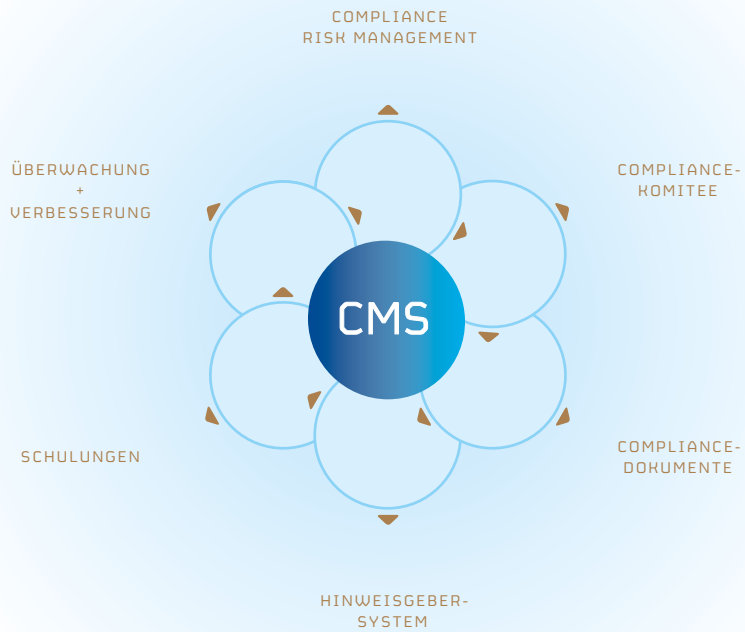 COMPLIANCE
RISK MANAGEMENT
ÜBERWACHUNG
+
VERBESSERUNG
COMPLIANCE-
KOMITEE
CMS
SCHULUNGEN
COMPLIANCE-
DOKUMENTE
HINWEISGEBER-
SYSTEM